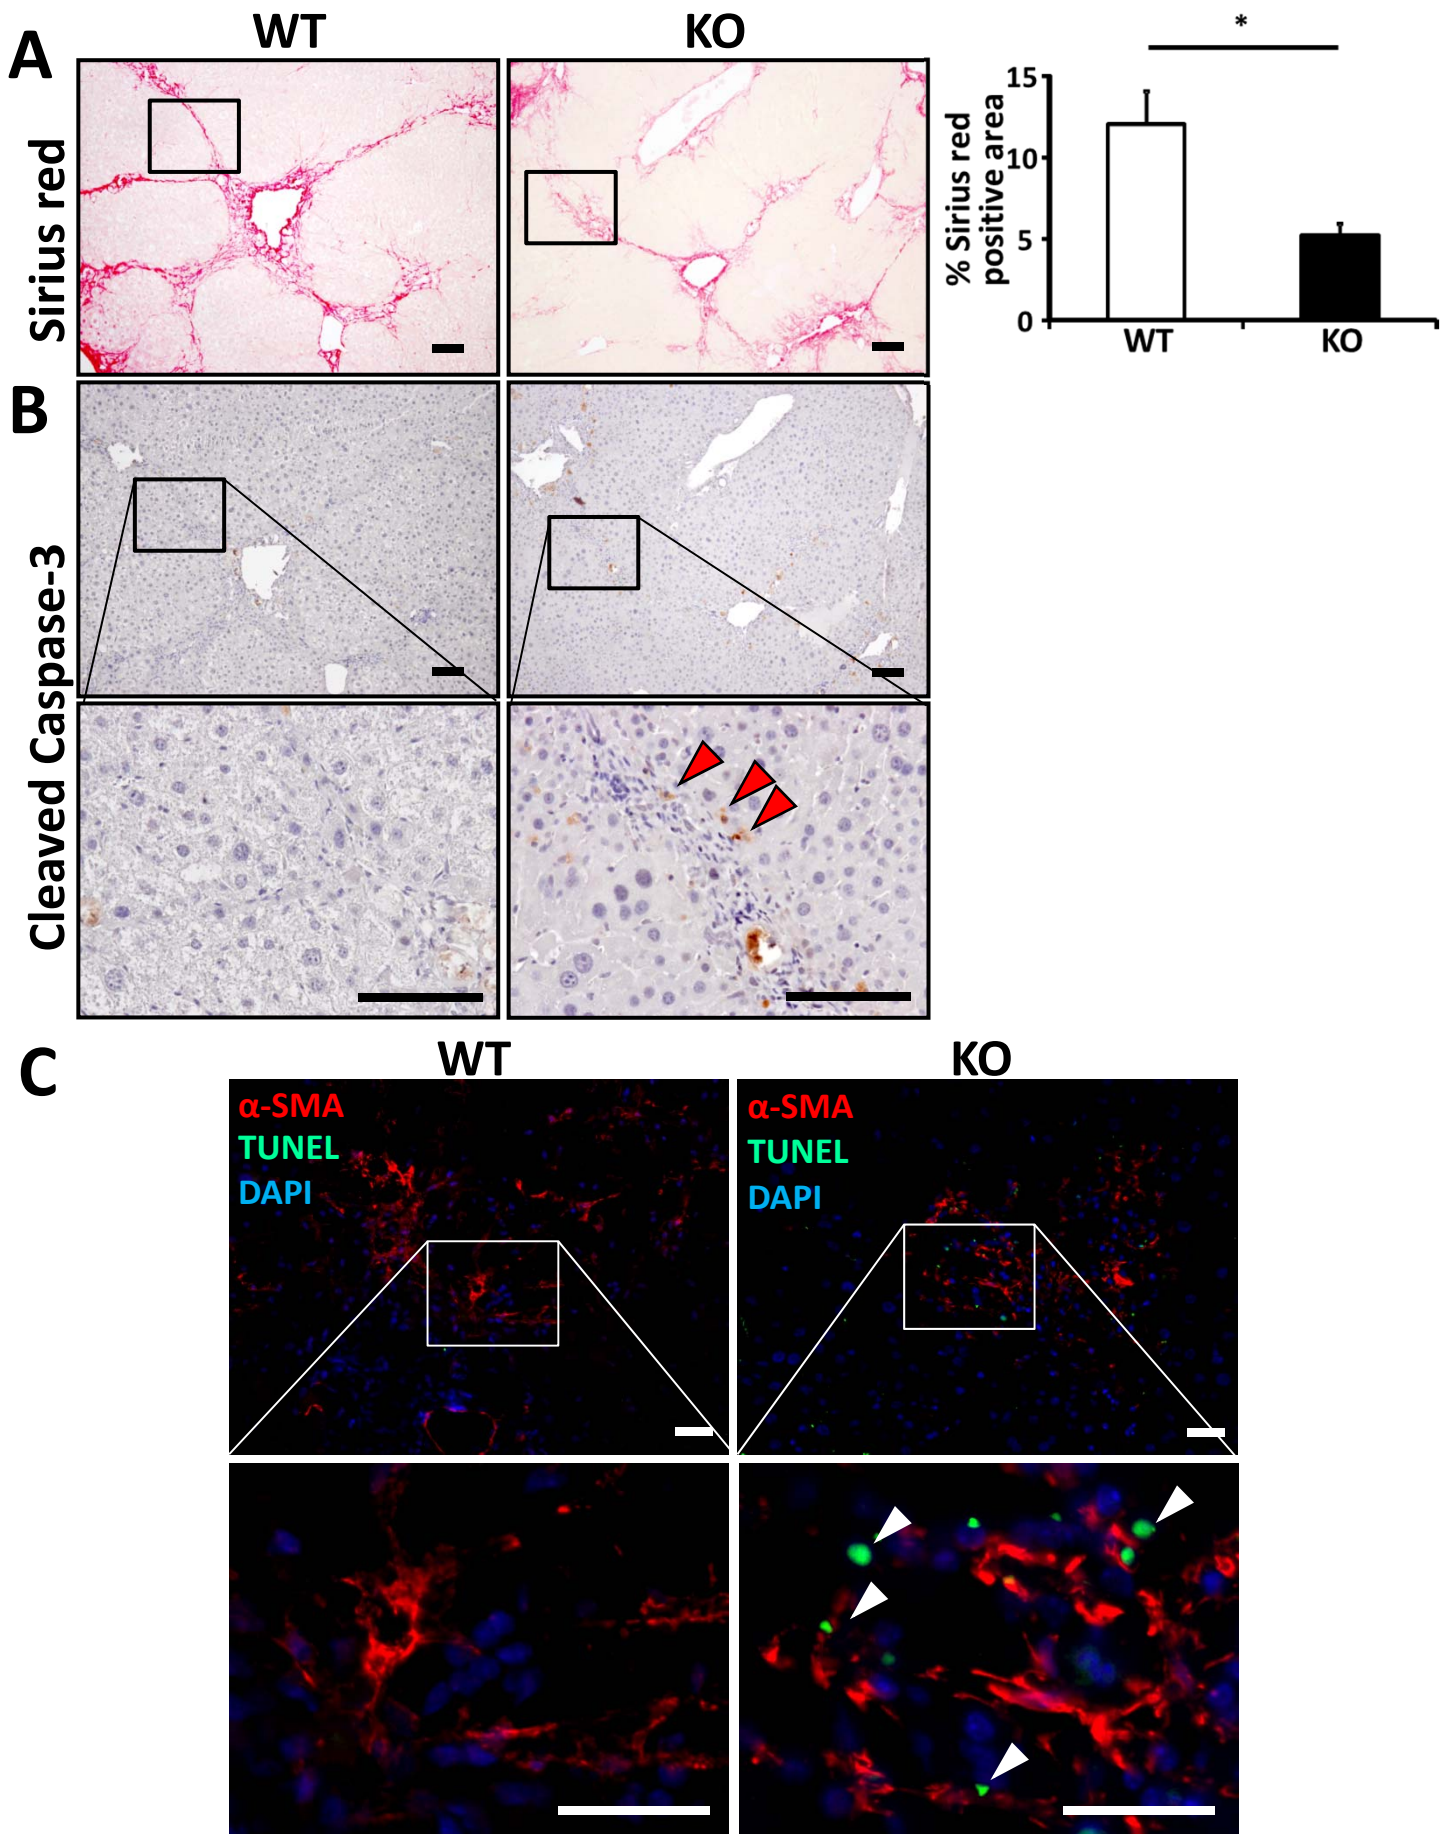 A
WT
KO
Sirius red
*
% Sirius red
positive area
15
10
5
0
WT
KO
B
Cleaved Caspase-3
C
WT
KO
α-SMA
TUNEL
DAPI
α-SMA
TUNEL
DAPI